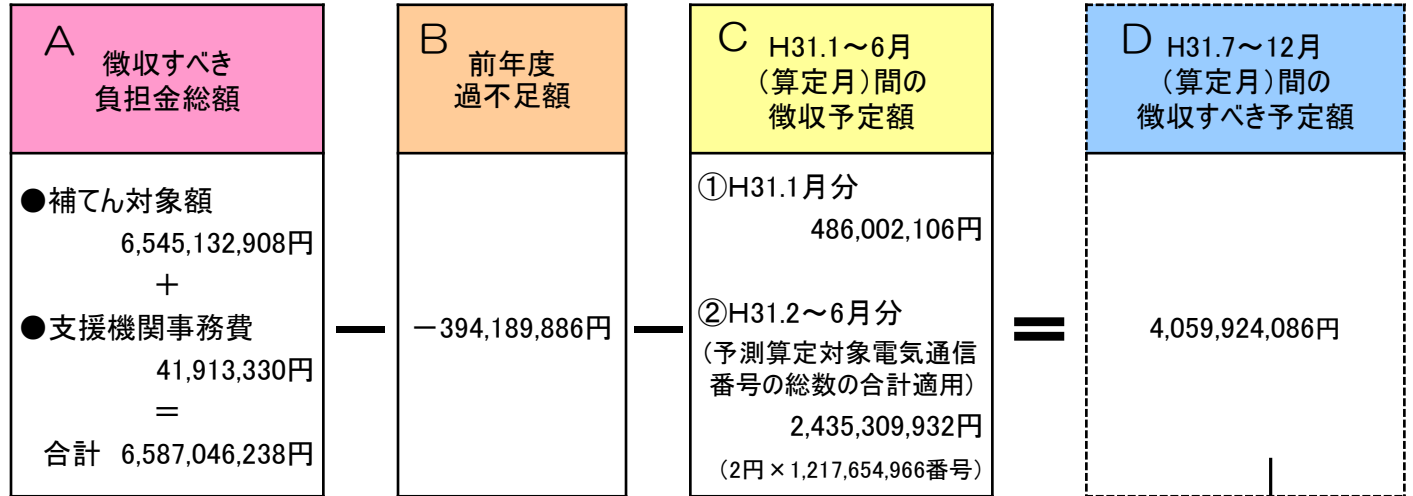 A
徴収すべき
負担金総額
●補てん対象額
6,545,132,908円
＋
●支援機関事務費
41,913,330円
＝
合計 6,587,046,238円
－
B
前年度
過不足額
－394,189,886円
－
C
H31.1～6月
（算定月）間の
徴収予定額
①H31.1月分
486,002,106円
②H31.2～6月分
（予測算定対象電気通信
番号の総数の合計適用）
2,435,309,932円
（2円×1,217,654,966番号）
＝
D
H31.7～12月
（算定月）間の
徴収すべき予定額
4,059,924,086円